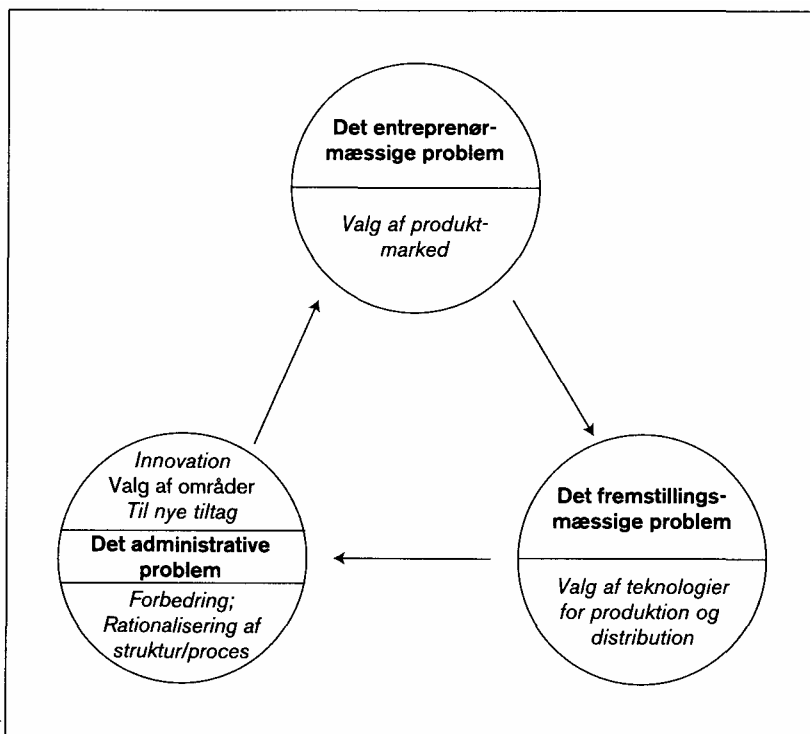 Det entreprenør-
mæssige problem
Valg af produkt-
marked
Innovation
Valg af områder
Til nye tiltag
Det administrative
problem
Forbedring;
Rationalisering af
struktur/proces
Det fremstillings-
mæssige problem
Valg af teknologier
for produktion og
distribution